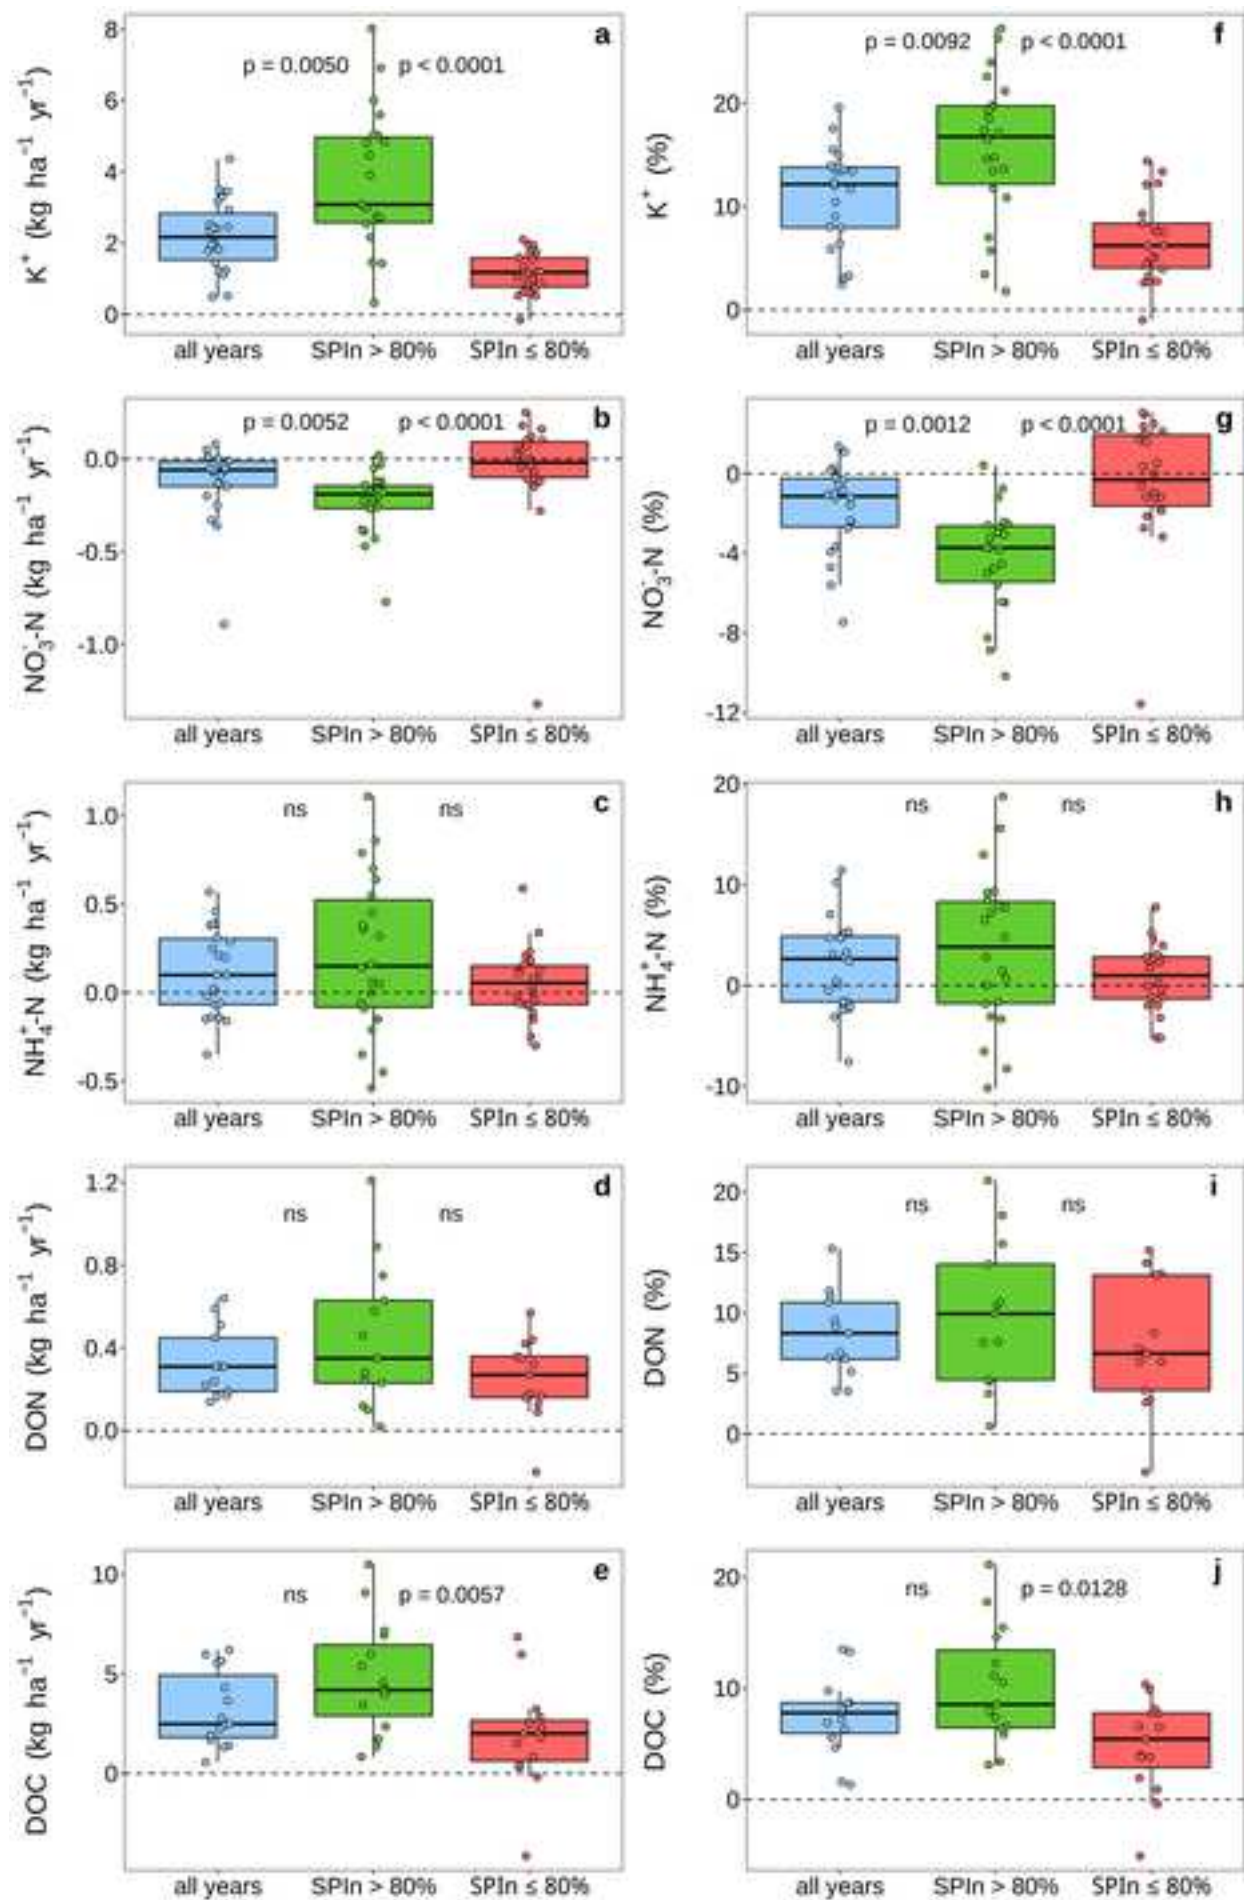 a
p = 0.0050 p < 0.0001
K⁺ (kg ha⁻¹ yr⁻¹)
8
6
4
2
0
all years SPIn > 80% SPIn ≤ 80%
f
p = 0.0092 p < 0.0001
K⁺ (%)
20
10
0
all years SPIn > 80% SPIn ≤ 80%
b
p = 0.0052 p < 0.0001
NO₃⁻-N (kg ha⁻¹ yr⁻¹)
0.0
-0.5
-1.0
all years SPIn > 80% SPIn ≤ 80%
g
p = 0.0012 p < 0.0001
NO₃⁻-N (%)
0
-4
-8
-12
all years SPIn > 80% SPIn ≤ 80%
c
ns ns
NH₄⁺-N (kg ha⁻¹ yr⁻¹)
1.0
0.5
0.0
-0.5
all years SPIn > 80% SPIn ≤ 80%
h
ns ns
NH₄⁺-N (%)
20
10
0
-10
all years SPIn > 80% SPIn ≤ 80%
d
ns ns
DON (kg ha⁻¹ yr⁻¹)
1.2
0.8
0.4
0.0
all years SPIn > 80% SPIn ≤ 80%
i
ns ns
DON (%)
20
15
10
5
0
all years SPIn > 80% SPIn ≤ 80%
e
ns p = 0.0057
DOC (kg ha⁻¹ yr⁻¹)
10
5
0
all years SPIn > 80% SPIn ≤ 80%
j
ns p = 0.0128
DOC (%)
20
10
0
all years SPIn > 80% SPIn ≤ 80%